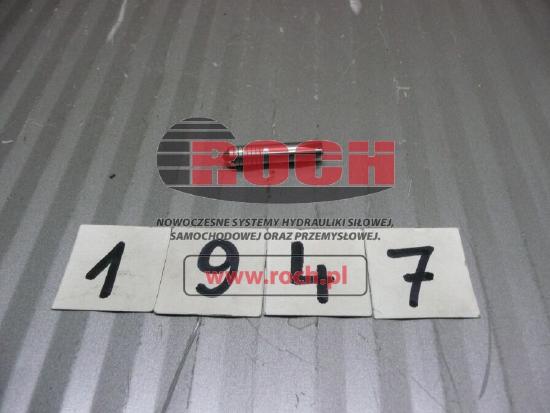 ROCH
NOWOCZESNE SYSTEMY HYDRAULIKI SIŁOWEJ,
SAMOCHODOWEJ ORAZ PRZEMYSŁOWEJ.
1 9 4 7
www.roch.pl